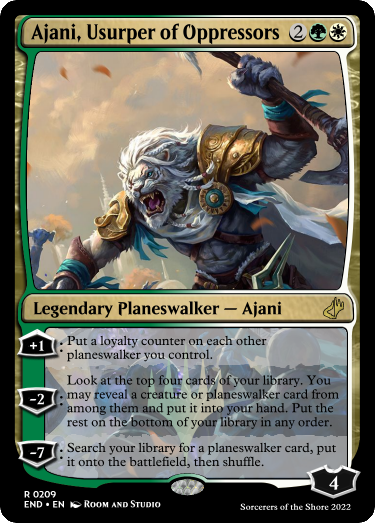 Ajani, Usurper of Oppressors 2
Legendary Planeswalker — Ajani
+1: Put a loyalty counter on each other
planeswalker you control.
-2: Look at the top four cards of your library. You
may reveal a creature or planeswalker card from
among them and put it into your hand. Put the
rest on the bottom of your library in any order.
-7: Search your library for a planeswalker card, put
it onto the battlefield, then shuffle.
4
R 0209
END • EN Room and Studio
Sorcerers of the Shore 2022